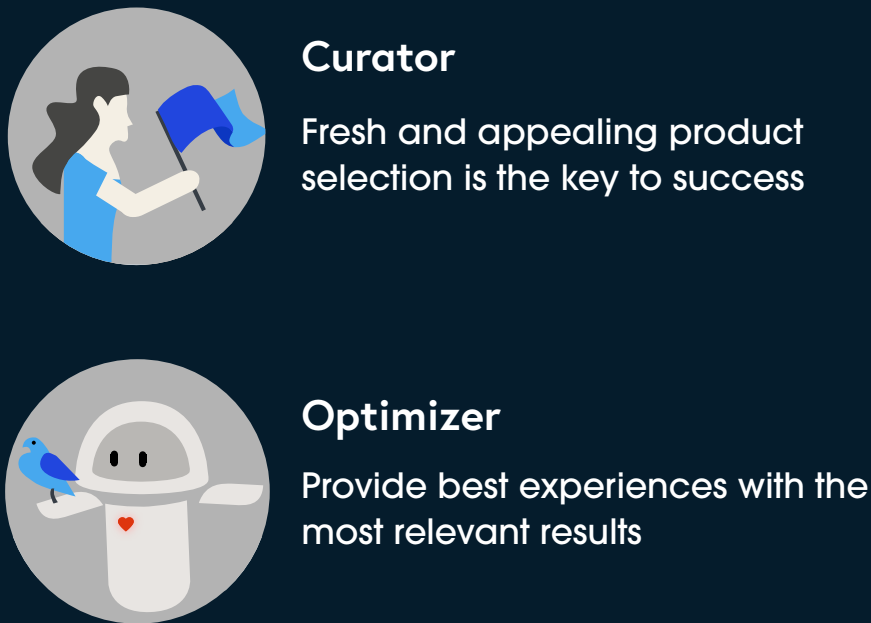 Curator
Fresh and appealing product
selection is the key to success
Optimizer
Provide best experiences with the
most relevant results